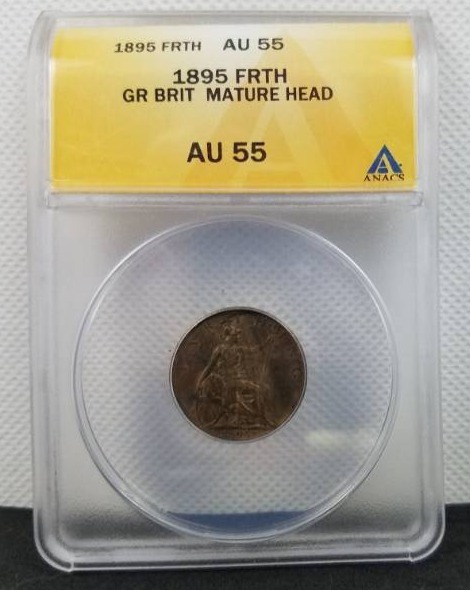 1895 FRTH AU 55
1895 FRTH
GR BRIT MATURE HEAD
AU 55
ANACS